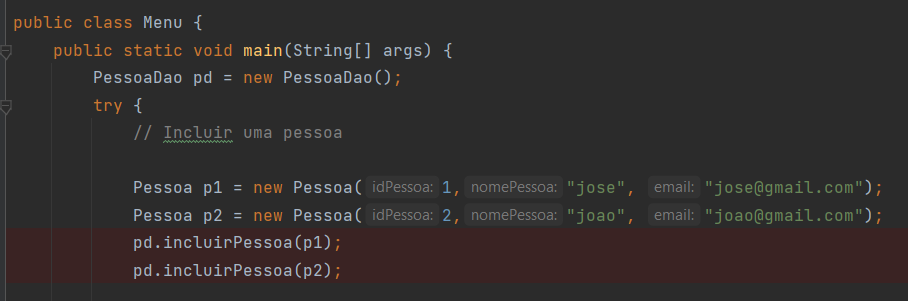 public class Menu {
public static void main(String[] args) {
PessoaDao pd = new PessoaDao();
try {
// Incluir uma pessoa
Pessoa p1 = new Pessoa( idPessoa: 1, nomePessoa: "jose", email: "jose@gmail.com");
Pessoa p2 = new Pessoa( idPessoa: 2, nomePessoa: "joao", email: "joao@gmail.com");
pd.incluirPessoa(p1);
pd.incluirPessoa(p2);